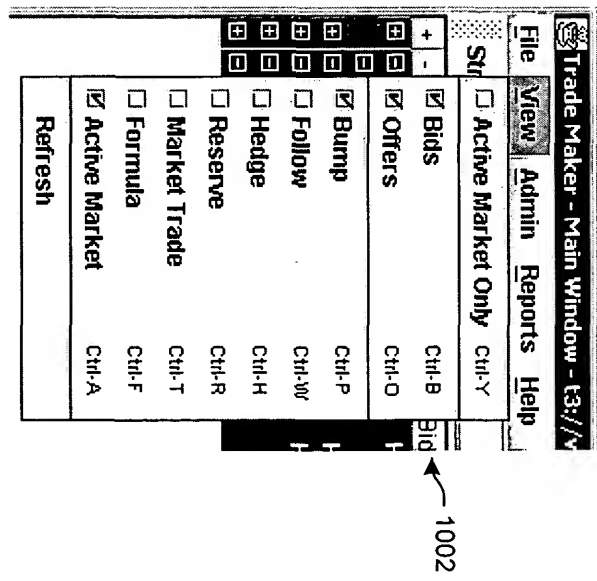 Trade Maker - Main Window - t3://
File View Admin Reports Help
Str
Active Market Only Ctrl-Y
+ - Bid
Bids Ctrl-B
Offers Ctrl-O
Bump Ctrl-P
Follow Ctrl-W
Hedge Ctrl-H
Reserve Ctrl-R
Market Trade Ctrl-T
Formula Ctrl-F
Active Market Ctrl-A
Refresh
1002